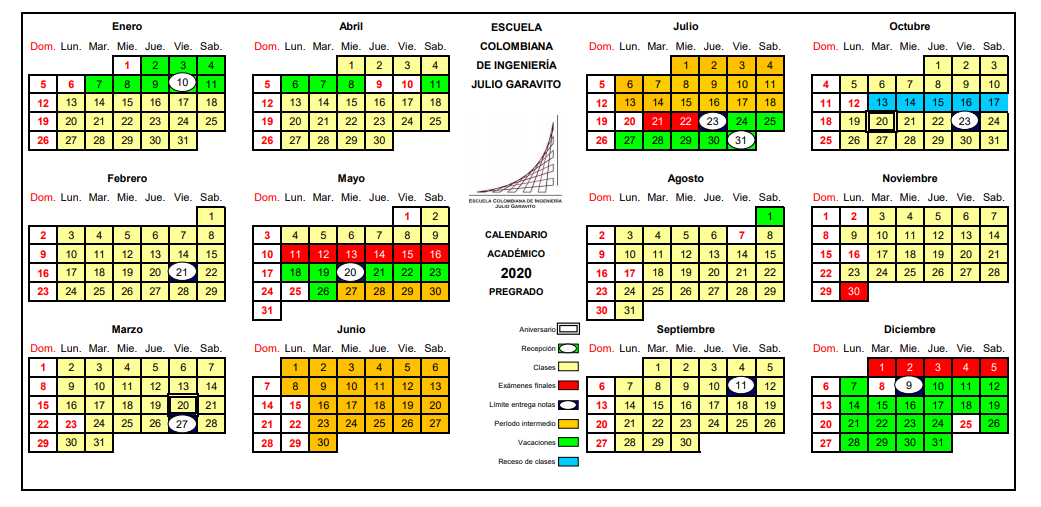 Enero
Dom. Lun. Mar. Mie. Jue. Vie. Sab.
1 2 3 4
5 6 7 8 9 10 11
12 13 14 15 16 17 18
19 20 21 22 23 24 25
26 27 28 29 30 31
Febrero
Dom. Lun. Mar. Mie. Jue. Vie. Sab.
1
2 3 4 5 6 7 8
9 10 11 12 13 14 15
16 17 18 19 20 21 22
23 24 25 26 27 28 29
Marzo
Dom. Lun. Mar. Mie. Jue. Vie. Sab.
1 2 3 4 5 6 7
8 9 10 11 12 13 14
15 16 17 18 19 20 21
22 23 24 25 26 27 28
29 30 31
Abril
Dom. Lun. Mar. Mie. Jue. Vie. Sab.
1 2 3 4
5 6 7 8 9 10 11
12 13 14 15 16 17 18
19 20 21 22 23 24 25
26 27 28 29 30
Mayo
Dom. Lun. Mar. Mie. Jue. Vie. Sab.
1 2
3 4 5 6 7 8 9
10 11 12 13 14 15 16
17 18 19 20 21 22 23
24 25 26 27 28 29 30
31
Junio
Dom. Lun. Mar. Mie. Jue. Vie. Sab.
1 2 3 4 5 6
7 8 9 10 11 12 13
14 15 16 17 18 19 20
21 22 23 24 25 26 27
28 29 30
ESCUELA
COLOMBIANA
DE INGENIERÍA
JULIO GARAVITO
ESCUELA COLOMBIANA DE INGENIERÍA
JULIO GARAVITO
CALENDARIO
ACADÉMICO
2020
PREGRADO
Aniversario
Recepción
Clases
Exámenes finales
Límite entrega notas
Período intermedio
Vacaciones
Receso de clases
Julio
Dom. Lun. Mar. Mie. Jue. Vie. Sab.
1 2 3 4
5 6 7 8 9 10 11
12 13 14 15 16 17 18
19 20 21 22 23 24 25
26 27 28 29 30 31
Agosto
Dom. Lun. Mar. Mie. Jue. Vie. Sab.
1
2 3 4 5 6 7 8
9 10 11 12 13 14 15
16 17 18 19 20 21 22
23 24 25 26 27 28 29
30 31
Septiembre
Dom. Lun. Mar. Mie. Jue. Vie. Sab.
1 2 3 4 5
6 7 8 9 10 11 12
13 14 15 16 17 18 19
20 21 22 23 24 25 26
27 28 29 30
Octubre
Dom. Lun. Mar. Mie. Jue. Vie. Sab.
1 2 3
4 5 6 7 8 9 10
11 12 13 14 15 16 17
18 19 20 21 22 23 24
25 26 27 28 29 30 31
Noviembre
Dom. Lun. Mar. Mie. Jue. Vie. Sab.
1 2 3 4 5 6 7
8 9 10 11 12 13 14
15 16 17 18 19 20 21
22 23 24 25 26 27 28
29 30
Diciembre
Dom. Lun. Mar. Mie. Jue. Vie. Sab.
1 2 3 4 5
6 7 8 9 10 11 12
13 14 15 16 17 18 19
20 21 22 23 24 25 26
27 28 29 30 31